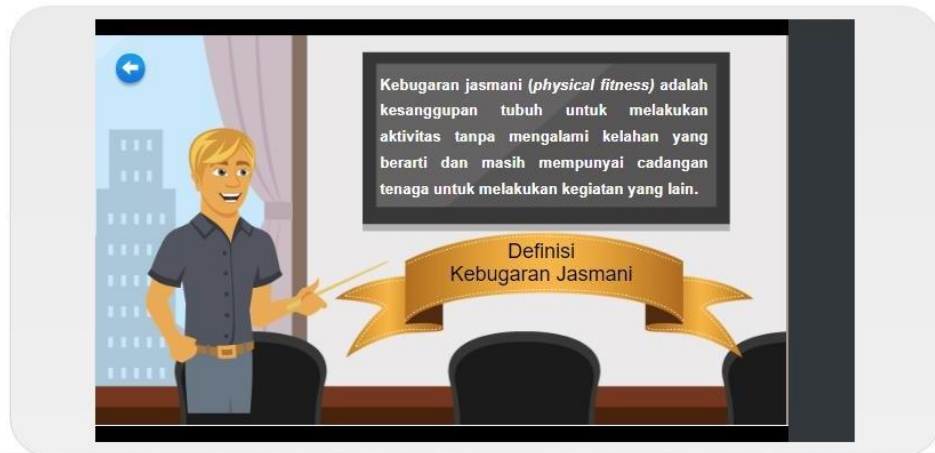 Kebugaran jasmani (physical fitness) adalah
kesanggupan tubuh untuk melakukan
aktivitas tanpa mengalami kelahan yang
berarti dan masih mempunyai cadangan
tenaga untuk melakukan kegiatan yang lain.
Definisi
Kebugaran Jasmani